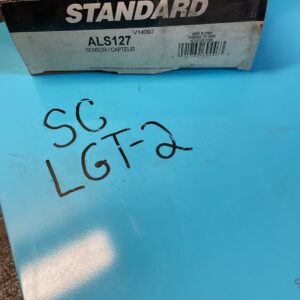 STANDARD
V14097
ALS127
SENSOR / CAPTEUR
SC
LGT-2